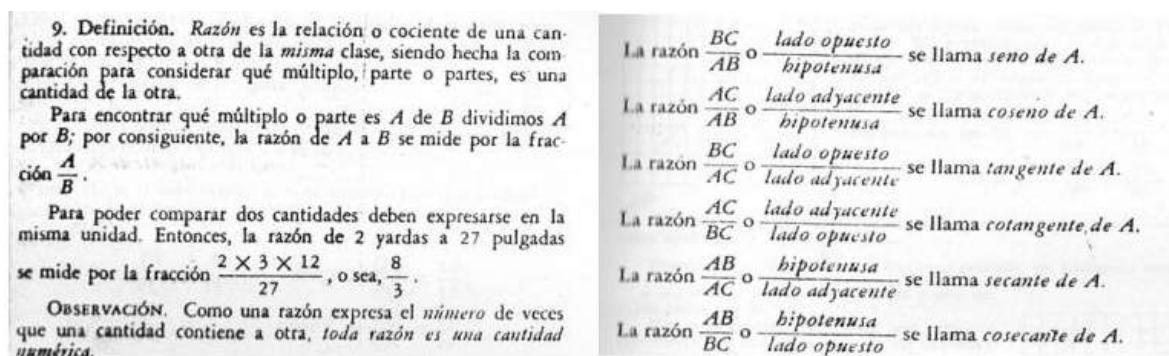 9. Definición. Razón es la relación o cociente de una can-
tidad con respecto a otra de la misma clase, siendo hecha la com-
paración para considerar qué múltiplo, parte o partes, es una
cantidad de la otra.
Para encontrar qué múltiplo o parte es A de B dividimos A
por B; por consiguiente, la razón de A a B se mide por la frac-
ción A/B .
Para poder comparar dos cantidades deben expresarse en la
misma unidad. Entonces, la razón de 2 yardas a 27 pulgadas
se mide por la fracción (2 × 3 × 12)/27 , o sea, 8/3 .
OBSERVACIÓN. Como una razón expresa el número de veces
que una cantidad contiene a otra, toda razón es una cantidad
numérica.
La razón BC/AB o lado opuesto/hipotenusa se llama seno de A.
La razón AC/AB o lado adyacente/hipotenusa se llama coseno de A.
La razón BC/AC o lado opuesto/lado adyacente se llama tangente de A.
La razón AC/BC o lado adyacente/lado opuesto se llama cotangente de A.
La razón AB/AC o hipotenusa/lado adyacente se llama secante de A.
La razón AB/BC o hipotenusa/lado opuesto se llama cosecante de A.